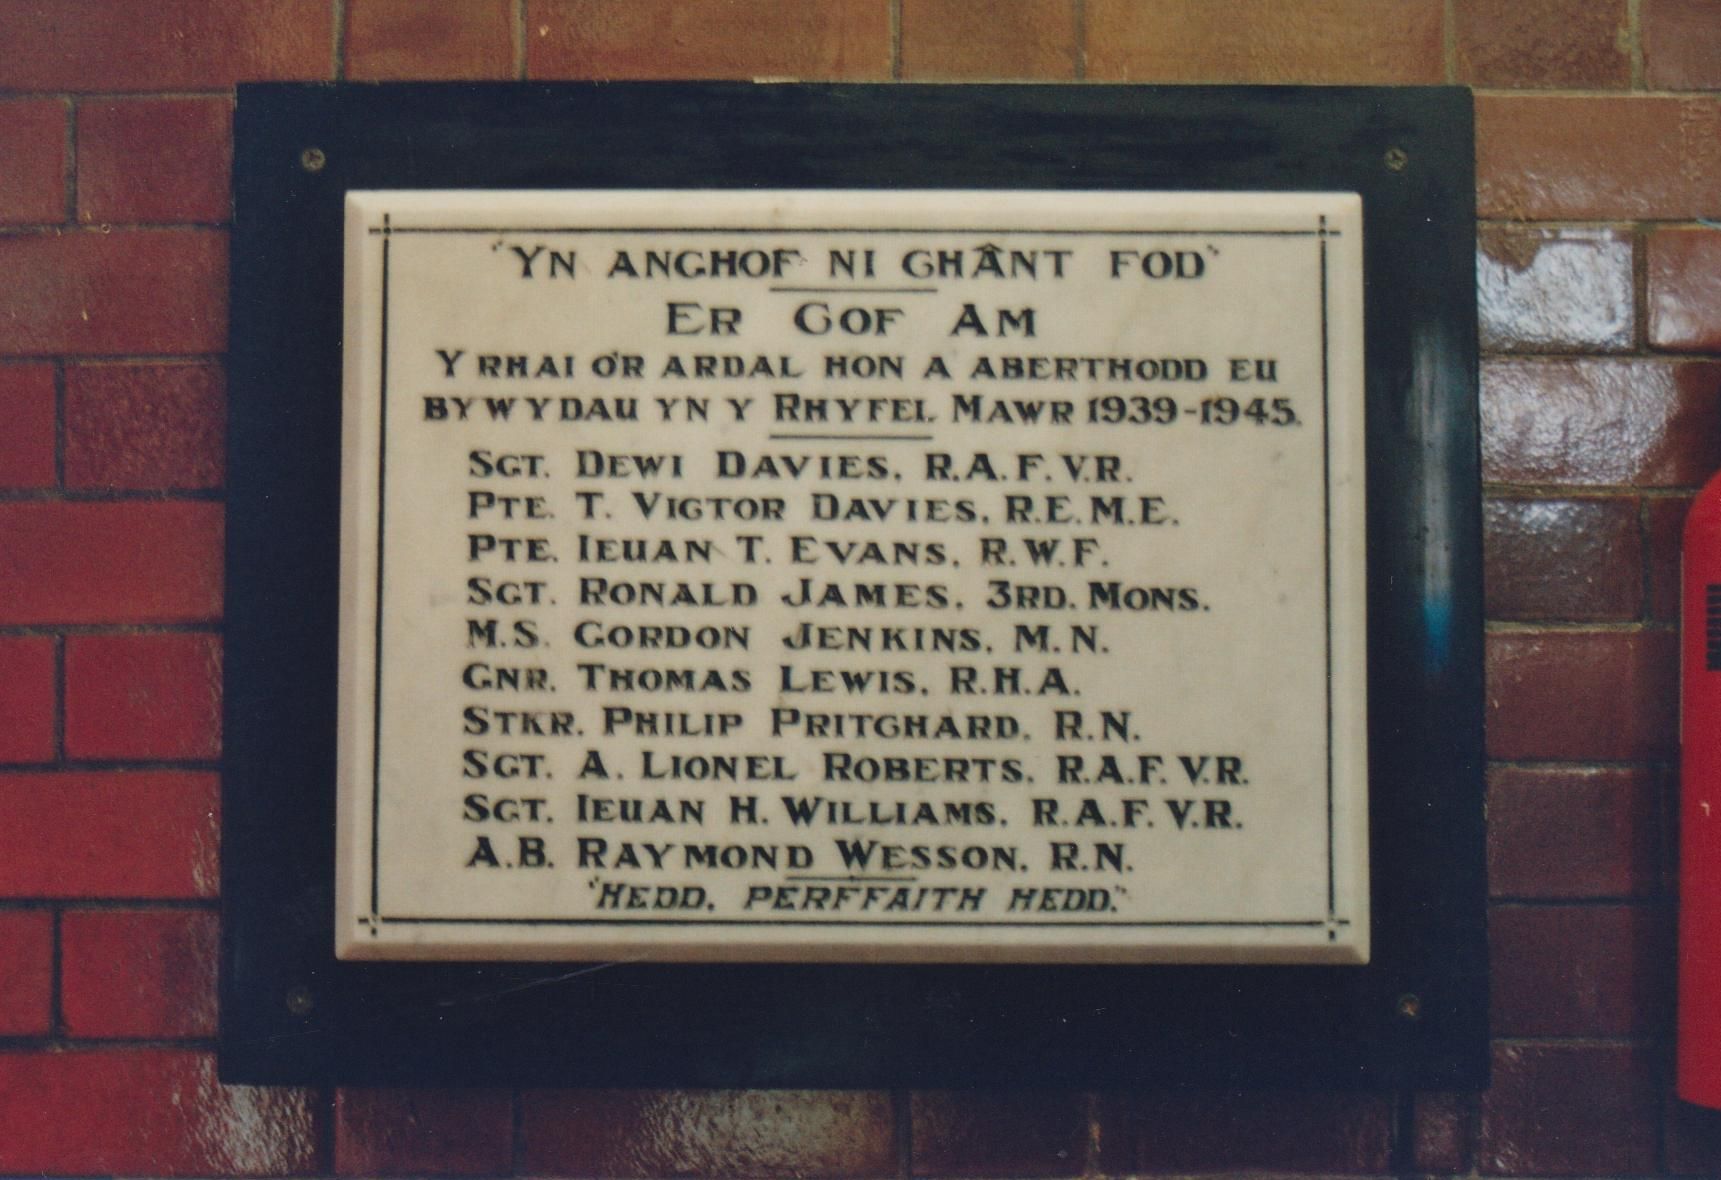 "YN ANGHOF NI CHÂNT FOD"
ER COF AM
Y RHAI O'R ARDAL HON A ABERTHODD EU
BYWYDAU YN Y RHYFEL MAWR 1939-1945.
SGT. DEWI DAVIES. R.A.F.V.R.
PTE. T. VICTOR DAVIES. R.E.M.E.
PTE. IEUAN T. EVANS. R.W.F.
SGT. RONALD JAMES. 3RD. MONS.
M.S. GORDON JENKINS. M.N.
GNR. THOMAS LEWIS. R.H.A.
STKR. PHILIP PRITCHARD. R.N.
SGT. A. LIONEL ROBERTS. R.A.F.V.R.
SGT. IEUAN H. WILLIAMS. R.A.F.V.R.
A.B. RAYMOND WESSON. R.N.
"HEDD, PERFFAITH HEDD."